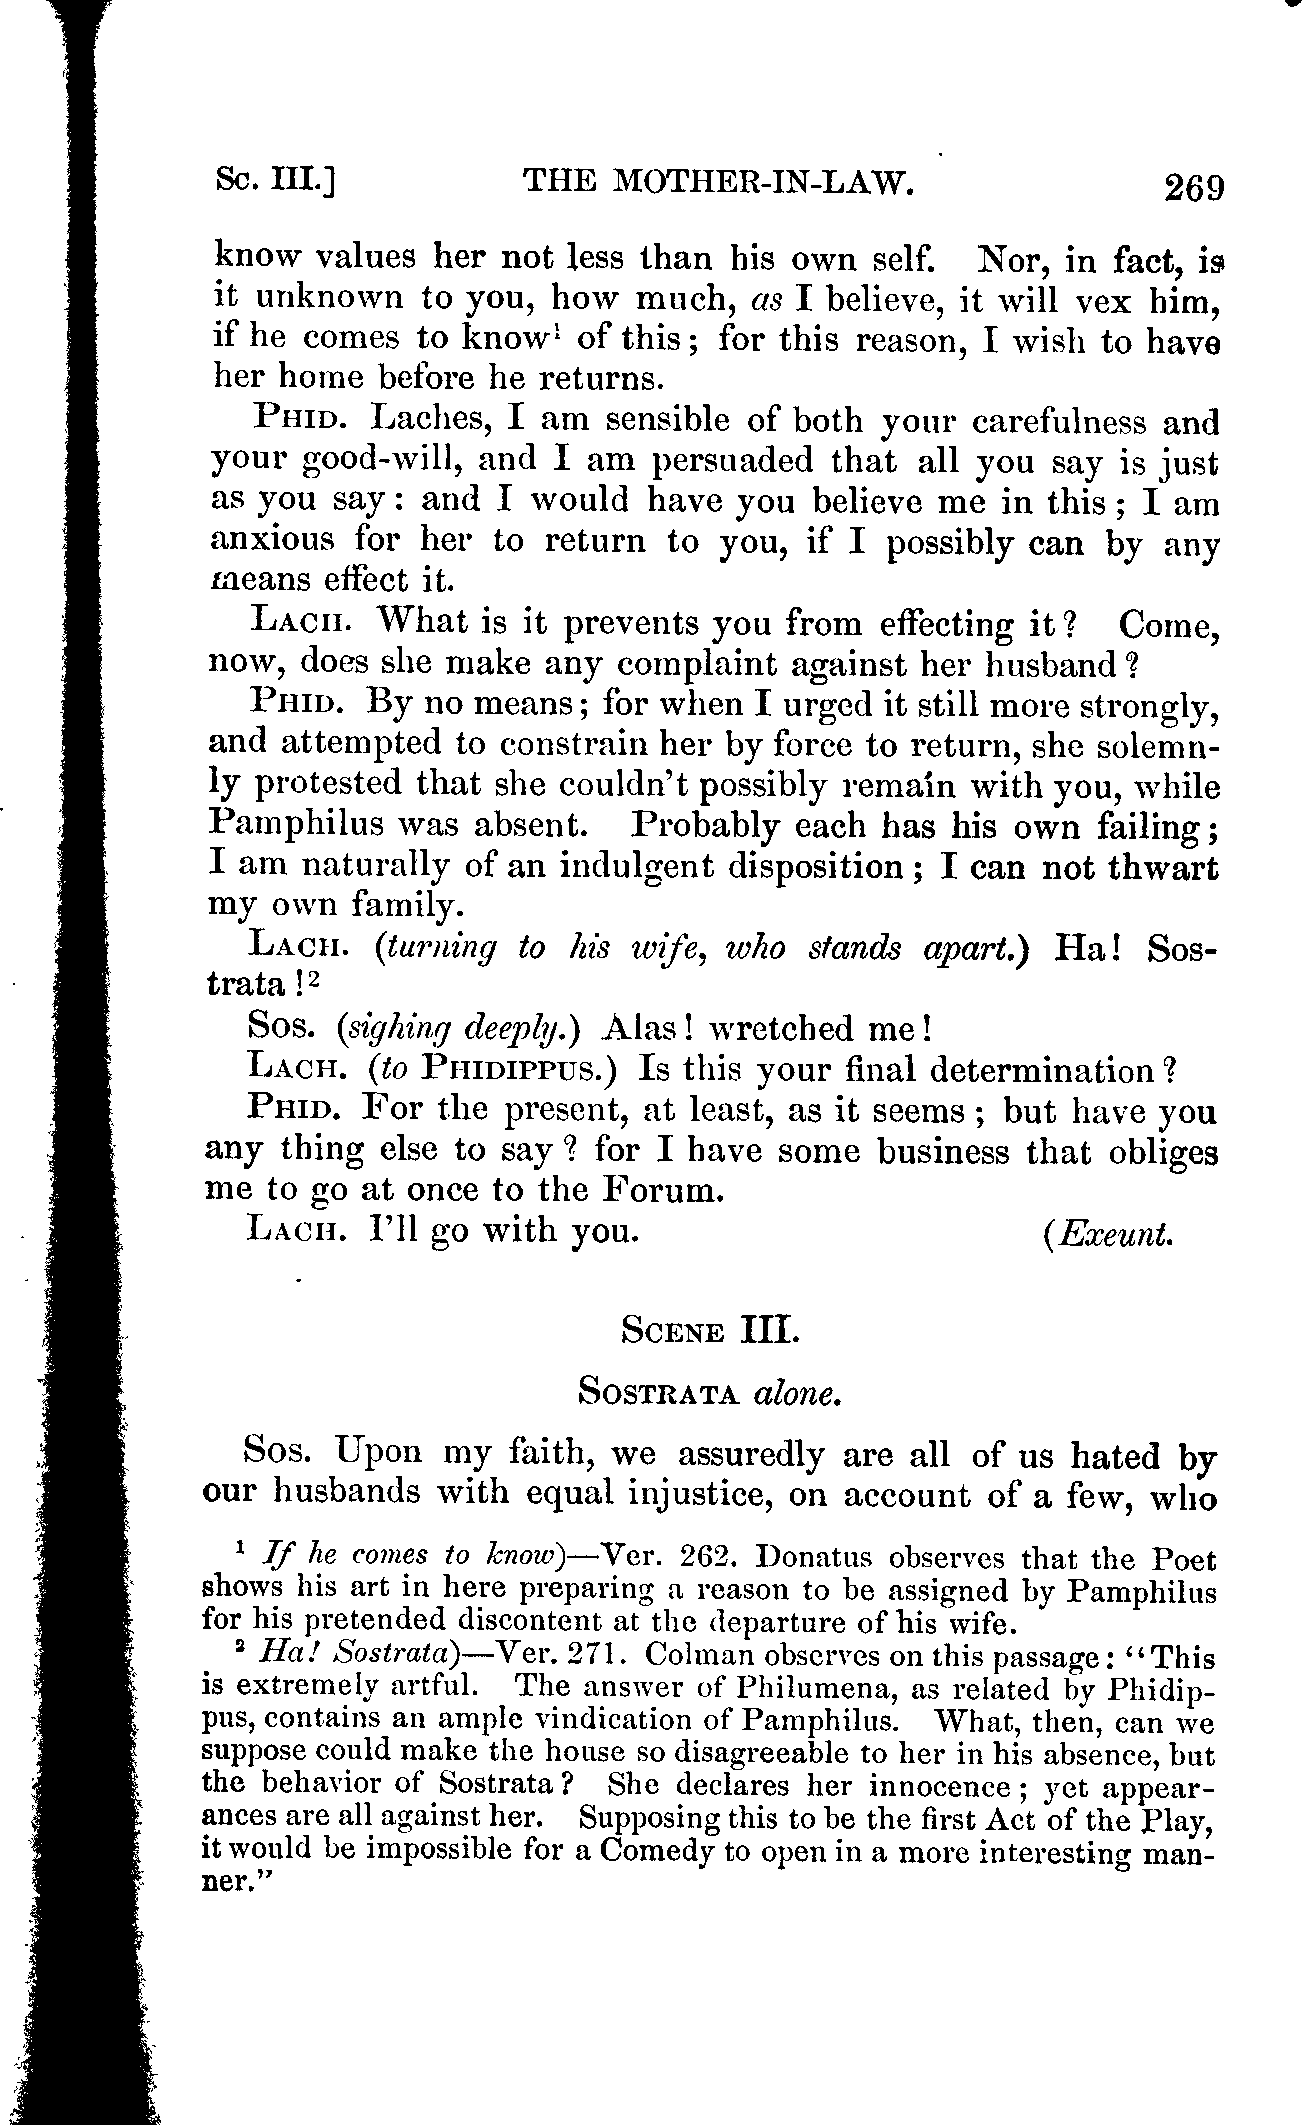 Sc. III.] THE MOTHER-IN-LAW. 269
know values her not less than his own self. Nor, in fact, is
it unknown to you, how much, as I believe, it will vex him,
if he comes to know¹ of this; for this reason, I wish to have
her home before he returns.
PHID. Laches, I am sensible of both your carefulness and
your good-will, and I am persuaded that all you say is just
as you say: and I would have you believe me in this; I am
anxious for her to return to you, if I possibly can by any
means effect it.
LACH. What is it prevents you from effecting it? Come,
now, does she make any complaint against her husband?
PHID. By no means; for when I urged it still more strongly,
and attempted to constrain her by force to return, she solemn-
ly protested that she couldn't possibly remain with you, while
Pamphilus was absent. Probably each has his own failing;
I am naturally of an indulgent disposition; I can not thwart
my own family.
LACH. (turning to his wife, who stands apart.) Ha! Sos-
trata!²
SOS. (sighing deeply.) Alas! wretched me!
LACH. (to PHIDIPPUS.) Is this your final determination?
PHID. For the present, at least, as it seems; but have you
any thing else to say? for I have some business that obliges
me to go at once to the Forum.
LACH. I'll go with you. (Exeunt.
SCENE III.
SOSTRATA alone.
SOS. Upon my faith, we assuredly are all of us hated by
our husbands with equal injustice, on account of a few, who
¹ If he comes to know)—Ver. 262. Donatus observes that the Poet
shows his art in here preparing a reason to be assigned by Pamphilus
for his pretended discontent at the departure of his wife.
² Ha! Sostrata)—Ver. 271. Colman observes on this passage: "This
is extremely artful. The answer of Philumena, as related by Phidip-
pus, contains an ample vindication of Pamphilus. What, then, can we
suppose could make the house so disagreeable to her in his absence, but
the behavior of Sostrata? She declares her innocence; yet appear-
ances are all against her. Supposing this to be the first Act of the Play,
it would be impossible for a Comedy to open in a more interesting man-
ner."